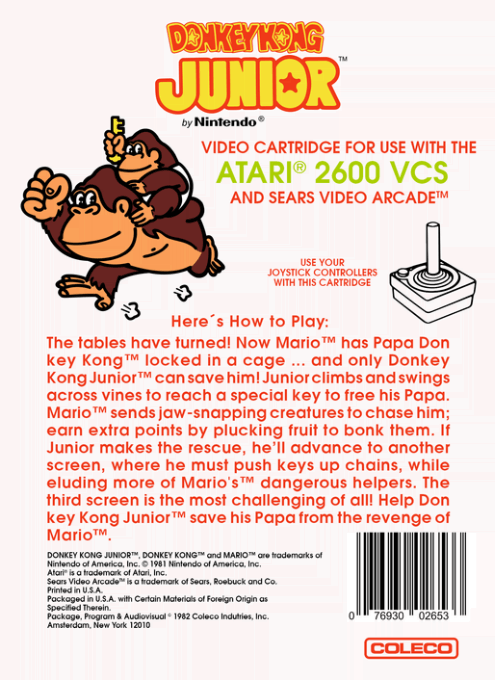 DONKEY KONG
JUNIOR™
by Nintendo®
VIDEO CARTRIDGE FOR USE WITH THE
ATARI® 2600 VCS
AND SEARS VIDEO ARCADE™
USE YOUR
JOYSTICK CONTROLLERS
WITH THIS CARTRIDGE
Here´s How to Play:
The tables have turned! Now Mario™ has Papa Don
key Kong™ locked in a cage ... and only Donkey
Kong Junior™ can save him! Junior climbs and swings
across vines to reach a special key to free his Papa.
Mario™ sends jaw-snapping creatures to chase him;
earn extra points by plucking fruit to bonk them. If
Junior makes the rescue, he'll advance to another
screen, where he must push keys up chains, while
eluding more of Mario's™ dangerous helpers. The
third screen is the most challenging of all! Help Don
key Kong Junior™ save his Papa from the revenge of
Mario™.
DONKEY KONG JUNIOR™, DONKEY KONG™ and MARIO™ are trademarks of
Nintendo of America, Inc. © 1981 Nintendo of America, Inc.
Atari® is a trademark of Atari, Inc.
Sears Video Arcade™ is a trademark of Sears, Roebuck and Co.
Printed in U.S.A.
Packaged in U.S.A. with Certain Materials of Foreign Origin as
Specified Therein.
Package, Program & Audiovisual © 1982 Coleco Indutries, Inc.
Amsterdam, New York 12010
0 76930 02653
COLECO